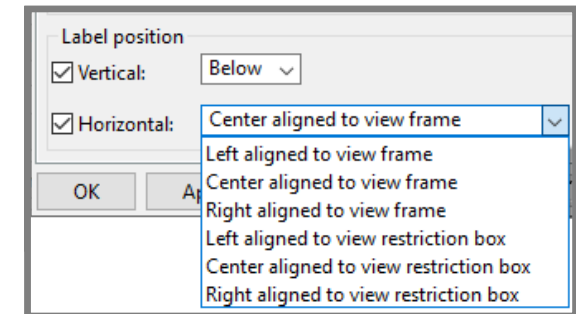 Label position
Vertical: Below
Horizontal: Center aligned to view frame
Left aligned to view frame
Center aligned to view frame
Right aligned to view frame
Left aligned to view restriction box
Center aligned to view restriction box
Right aligned to view restriction box
OK